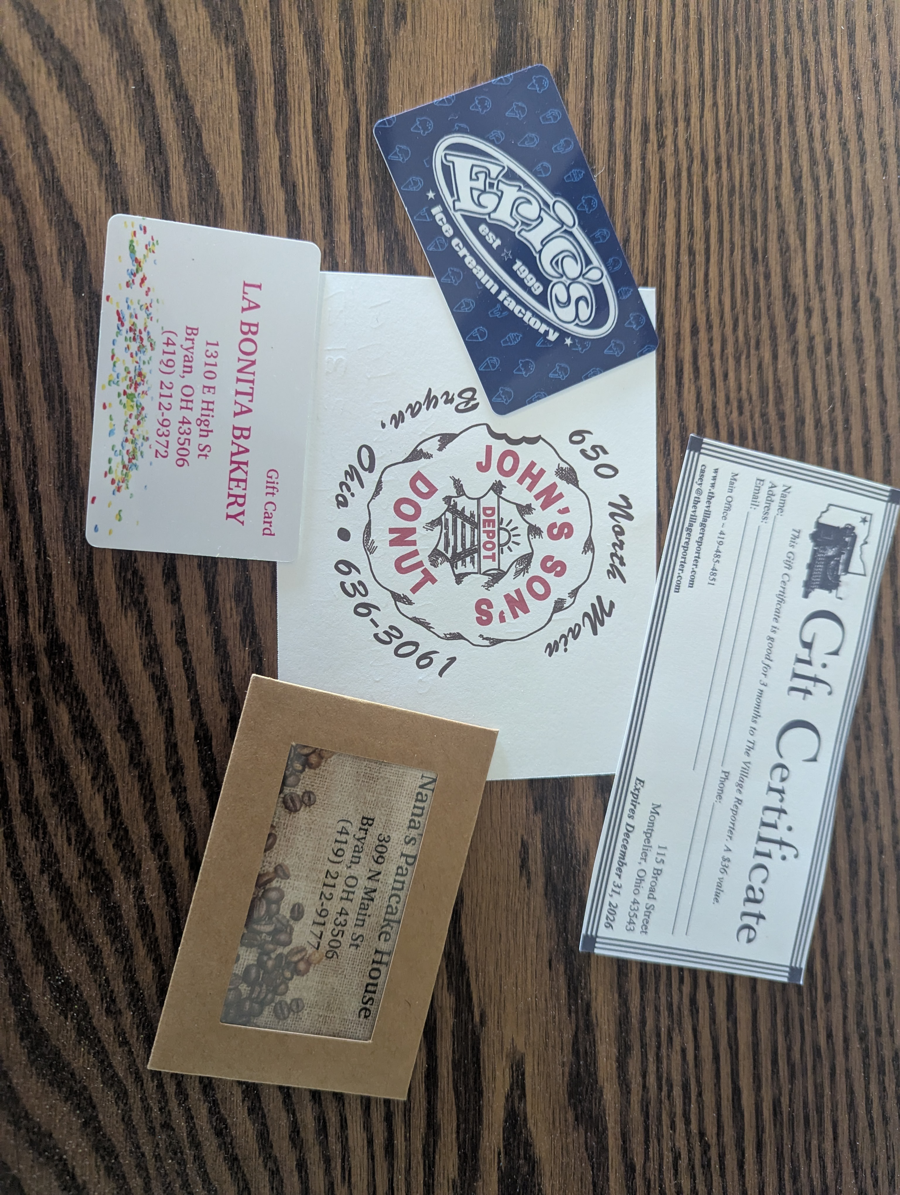 Eric's
est ☆ 1999
★ ice cream factory ★
Gift Card
LA BONITA BAKERY
1310 E High St
Bryan, OH 43506
(419) 212-9372
650 North Main
JOHN'S SON'S
DEPOT
DONUT
Bryan, Ohio • 636-3061
Gift Certificate
This Gift Certificate is good for 3 months to The Village Reporter. A $36 value.
Name:
Address:
Phone:
Email:
Main Office ~ 419-485-4851
www.thevillagereporter.com
casey@thevillagereporter.com
115 Broad Street
Montpelier, Ohio 43543
Expires December 31, 2026
Nana's Pancake House
309 N Main St
Bryan, OH 43506
(419) 212-9177